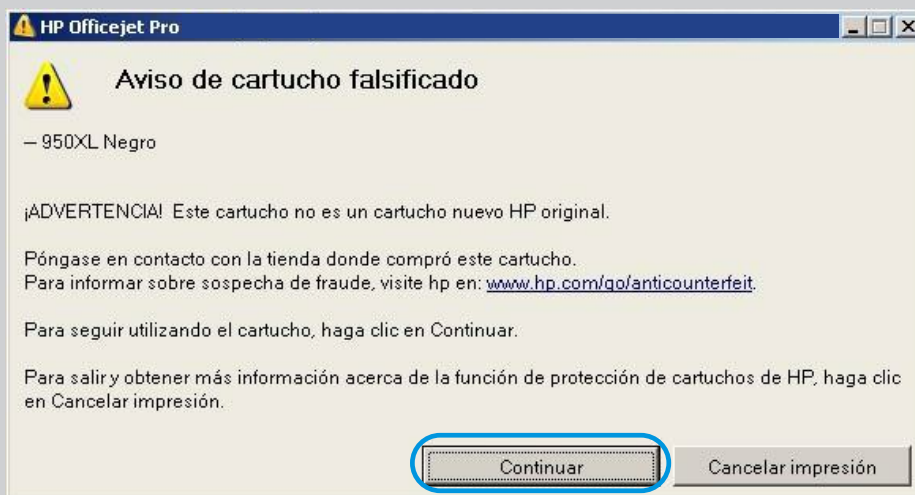 HP Officejet Pro
Aviso de cartucho falsificado
— 950XL Negro
¡ADVERTENCIA! Este cartucho no es un cartucho nuevo HP original.
Póngase en contacto con la tienda donde compró este cartucho.
Para informar sobre sospecha de fraude, visite hp en: www.hp.com/go/anticounterfeit.
Para seguir utilizando el cartucho, haga clic en Continuar.
Para salir y obtener más información acerca de la función de protección de cartuchos de HP, haga clic
en Cancelar impresión.
Continuar
Cancelar impresión